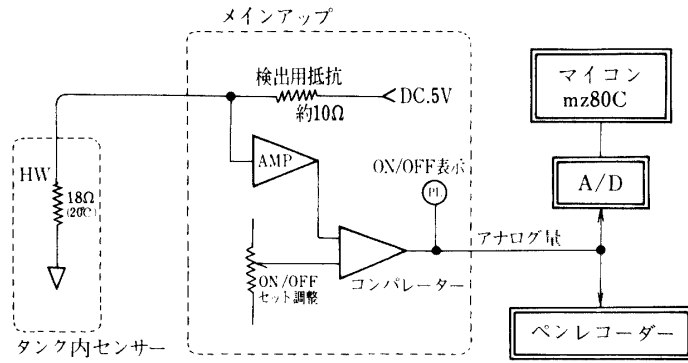 メインアップ
検出用抵抗
約10Ω
DC.5V
マイコン
mz80C
HW
18Ω
(20℃)
AMP
ON/OFF表示
PL
A/D
アナログ量
ON/OFF
セット調整
コンパレーター
タンク内センサー
ペンレコーダー